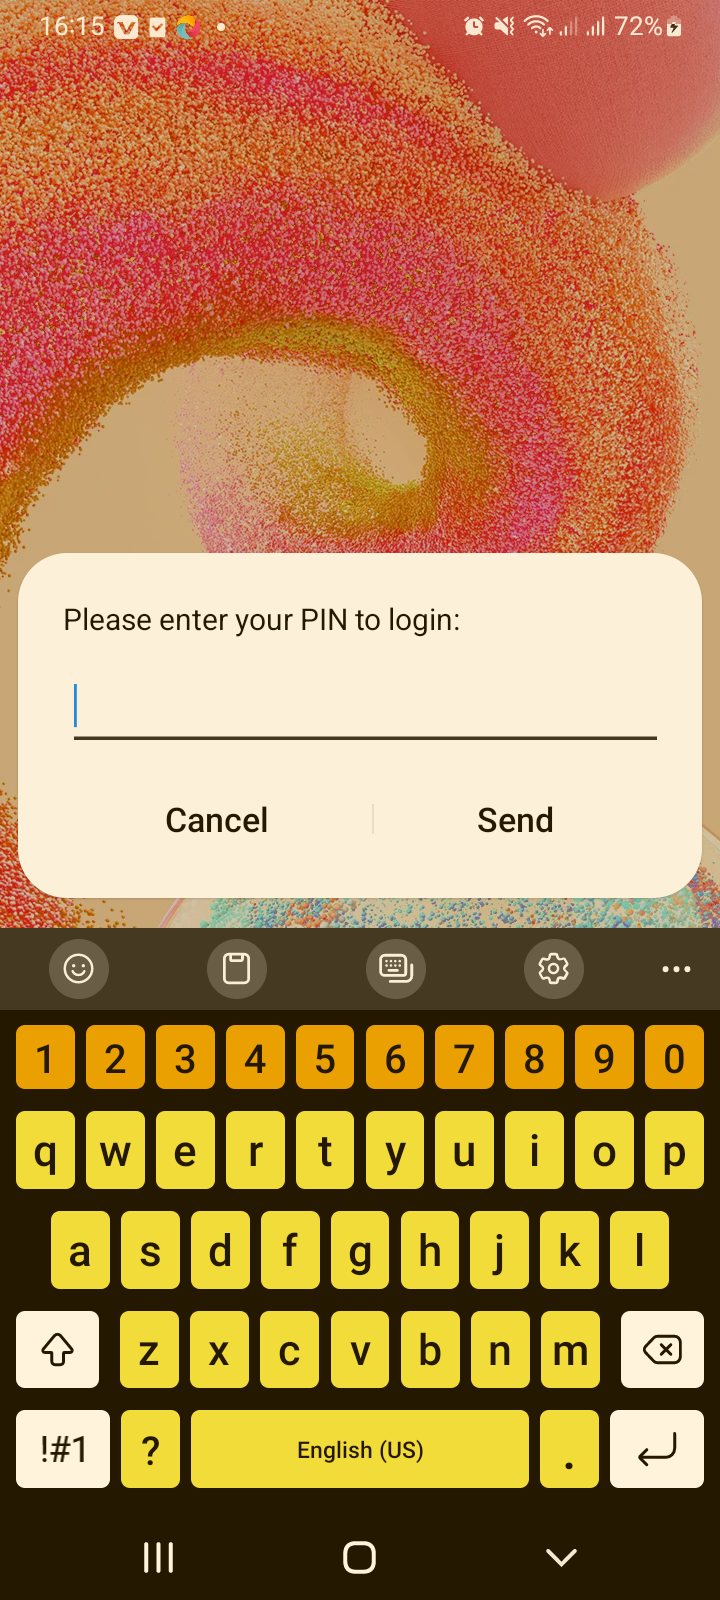 16:15 72%
Please enter your PIN to login:
Cancel Send
1 2 3 4 5 6 7 8 9 0
q w e r t y u i o p
a s d f g h j k l
z x c v b n m
!#1 ? English (US) .